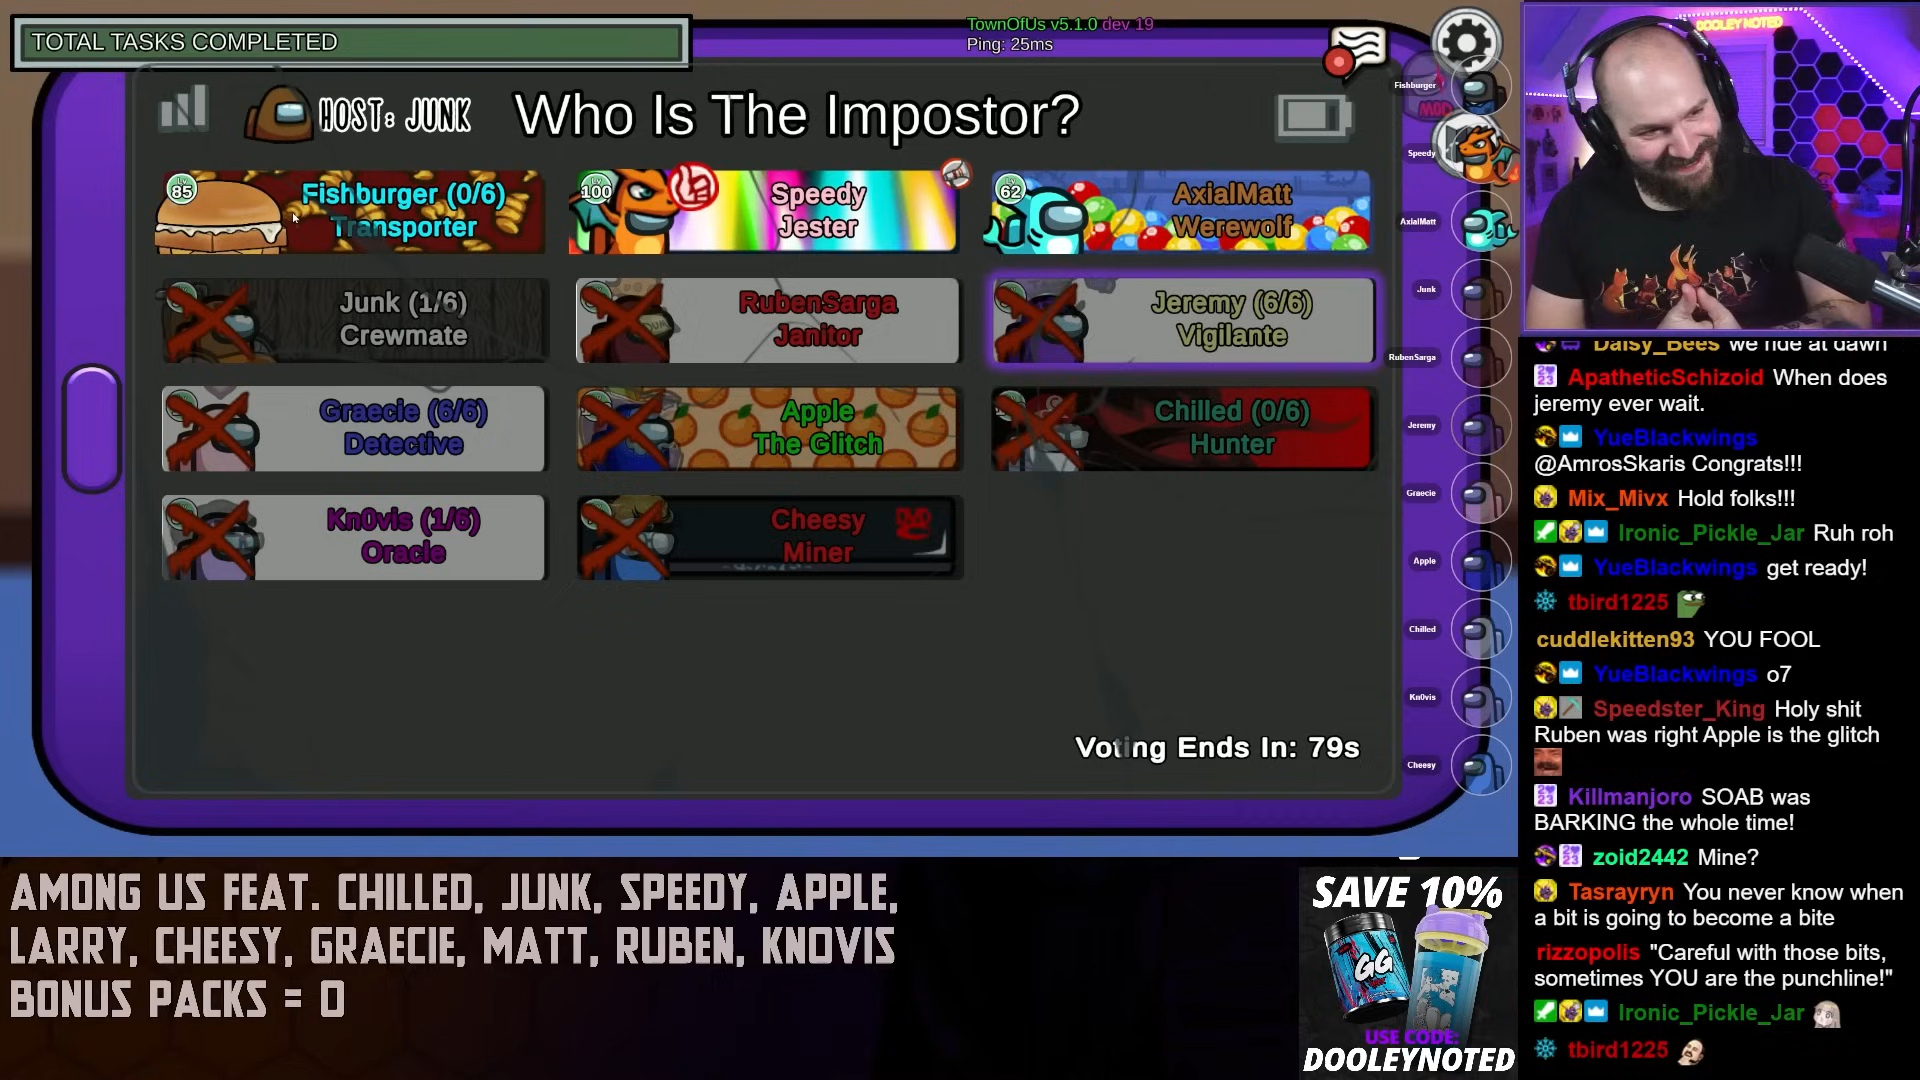 TOTAL TASKS COMPLETED
TownOfUs v5.1.0 dev 19
Ping: 25ms
HOST: JUNK
Who Is The Impostor?
85
Fishburger (0/6)
Transporter
100
Speedy
Jester
62
AxialMatt
Werewolf
Junk (1/6)
Crewmate
RubenSarga
Janitor
Jeremy (6/6)
Vigilante
Graecie (6/6)
Detective
Apple
The Glitch
Chilled (0/6)
Hunter
Kn0vis (1/6)
Oracle
Cheesy
Miner
Voting Ends In: 79s
Fishburger
MOD
Speedy
AxialMatt
Junk
RubenSarga
Jeremy
Graecie
Apple
Chilled
Kn0vis
Cheesy
DOOLEY NOTED
Daisy_Bees we ride at dawn
ApatheticSchizoid When does
jeremy ever wait.
YueBlackwings
@AmrosSkaris Congrats!!!
Mix_Mivx Hold folks!!!
Ironic_Pickle_Jar Ruh roh
YueBlackwings get ready!
tbird1225
cuddlekitten93 YOU FOOL
YueBlackwings o7
Speedster_King Holy shit
Ruben was right Apple is the glitch
Killmanjoro SOAB was
BARKING the whole time!
zoid2442 Mine?
Tasrayryn You never know when
a bit is going to become a bite
rizzopolis "Careful with those bits,
sometimes YOU are the punchline!"
Ironic_Pickle_Jar
tbird1225
AMONG US FEAT. CHILLED, JUNK, SPEEDY, APPLE,
LARRY, CHEESY, GRAECIE, MATT, RUBEN, KNOVIS
BONUS PACKS = 0
SAVE 10%
GG
USE CODE:
DOOLEYNOTED